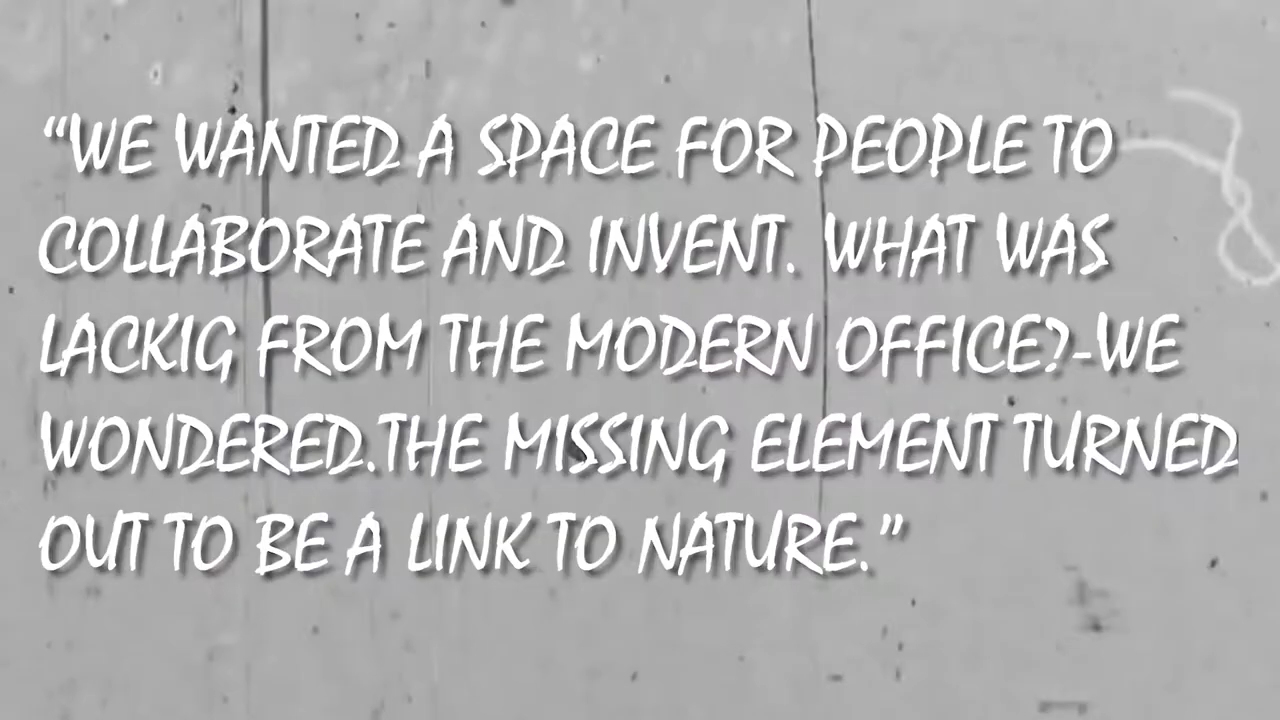 “WE WANTED A SPACE FOR PEOPLE TO
COLLABORATE AND INVENT. WHAT WAS
LACKIG FROM THE MODERN OFFICE?-WE
WONDERED.THE MISSING ELEMENT TURNED
OUT TO BE A LINK TO NATURE.”